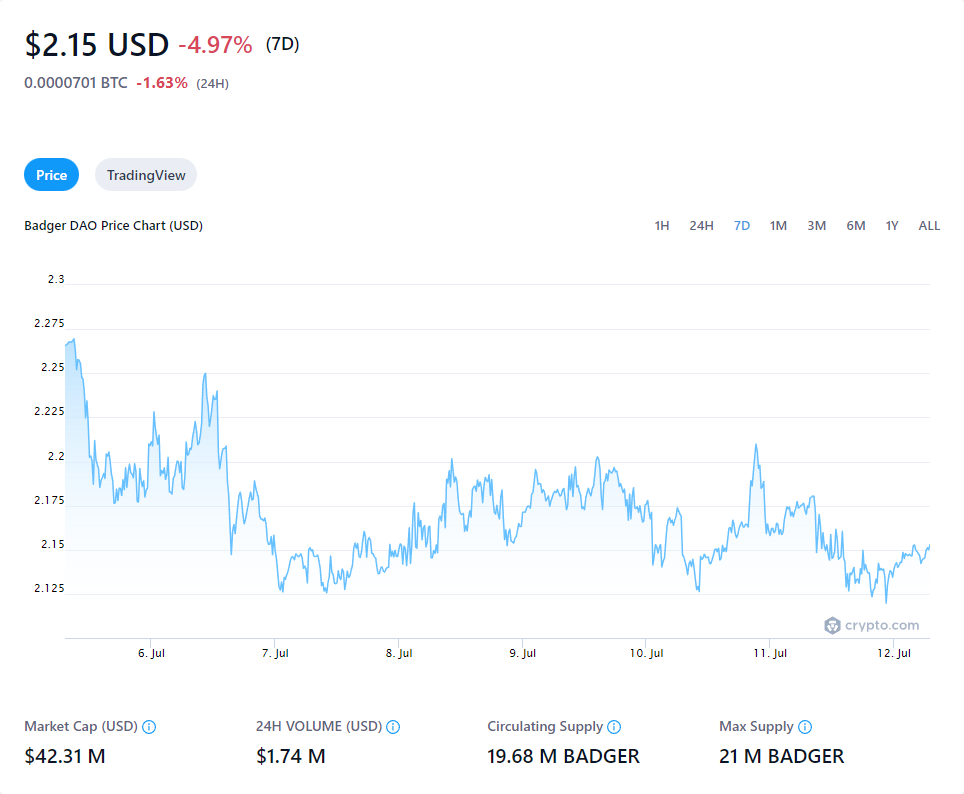 $2.15 USD -4.97% (7D)
0.0000701 BTC -1.63% (24H)
Price TradingView
Badger DAO Price Chart (USD) 1H 24H 7D 1M 3M 6M 1Y ALL
2.3
2.275
2.25
2.225
2.2
2.175
2.15
2.125
crypto.com
6. Jul 7. Jul 8. Jul 9. Jul 10. Jul 11. Jul 12. Jul
Market Cap (USD) 24H VOLUME (USD) Circulating Supply Max Supply
$42.31 M $1.74 M 19.68 M BADGER 21 M BADGER